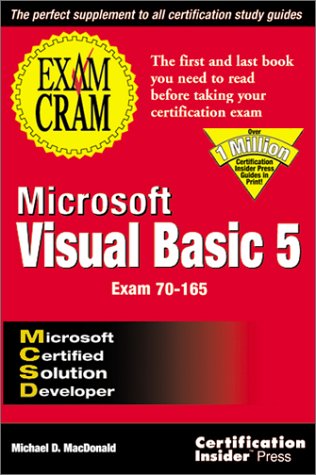 The perfect supplement to all certification study guides
EXAM
CRAM
The first and last book
you need to read
before taking your
certification exam
Over
1 Million
Certification
Insider Press
Guides in
Print!
Microsoft
Visual Basic 5
Exam 70-165
Microsoft
Certified
Solution
Developer
Michael D. MacDonald
Certification
Insider™ Press